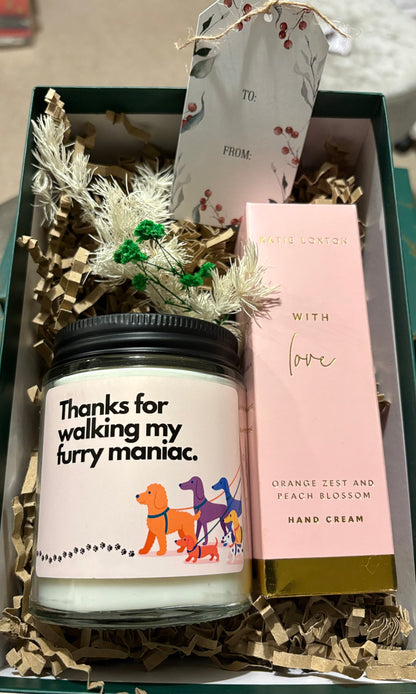 TO:
FROM:
KATIE LOXTON
WITH
love
ORANGE ZEST AND
PEACH BLOSSOM
HAND CREAM
Thanks for
walking my
furry maniac.